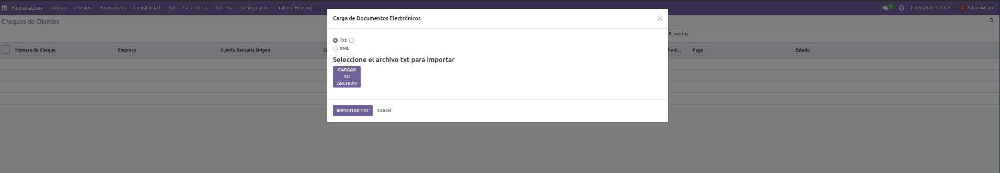 Facturación Tablero Clientes Proveedores Contabilidad SRI Cajas Chicas Informe Configuración Talento Humano 5 PLUSLOGISTICS S.A. A Administrator
Cheques de Clientes
Carga de Documentos Electrónicos
Favoritos
Txt
XML
Número de Cheque Empresa Cuenta Bancaria Origen Cu ha d... Pago Estado
Seleccione el archivo txt para importar
CARGAR
SU
ARCHIVO
IMPORTAR TXT Cancel